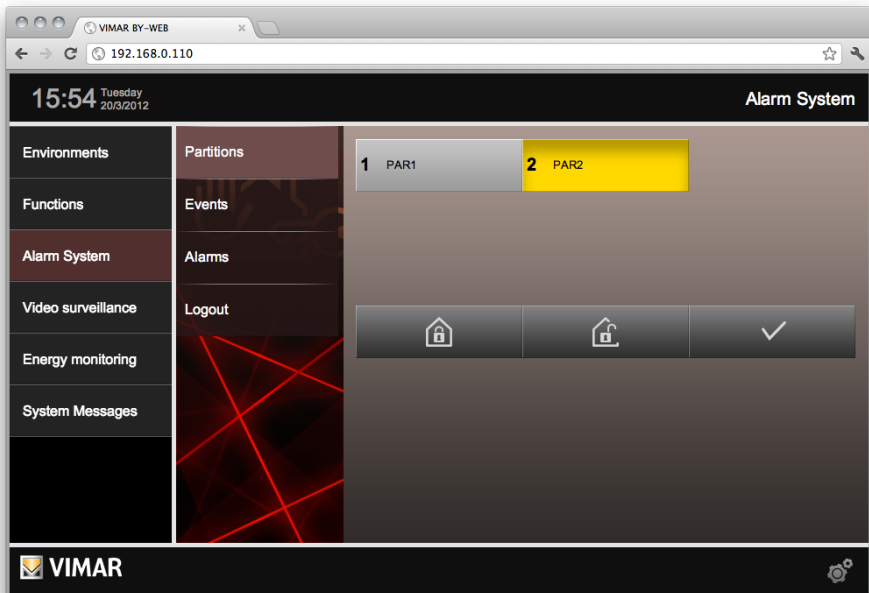 VIMAR BY-WEB
192.168.0.110
15:54 Tuesday
20/3/2012
Alarm System
Environments
Functions
Alarm System
Video surveillance
Energy monitoring
System Messages
Partitions
Events
Alarms
Logout
1 PAR1
2 PAR2
VIMAR